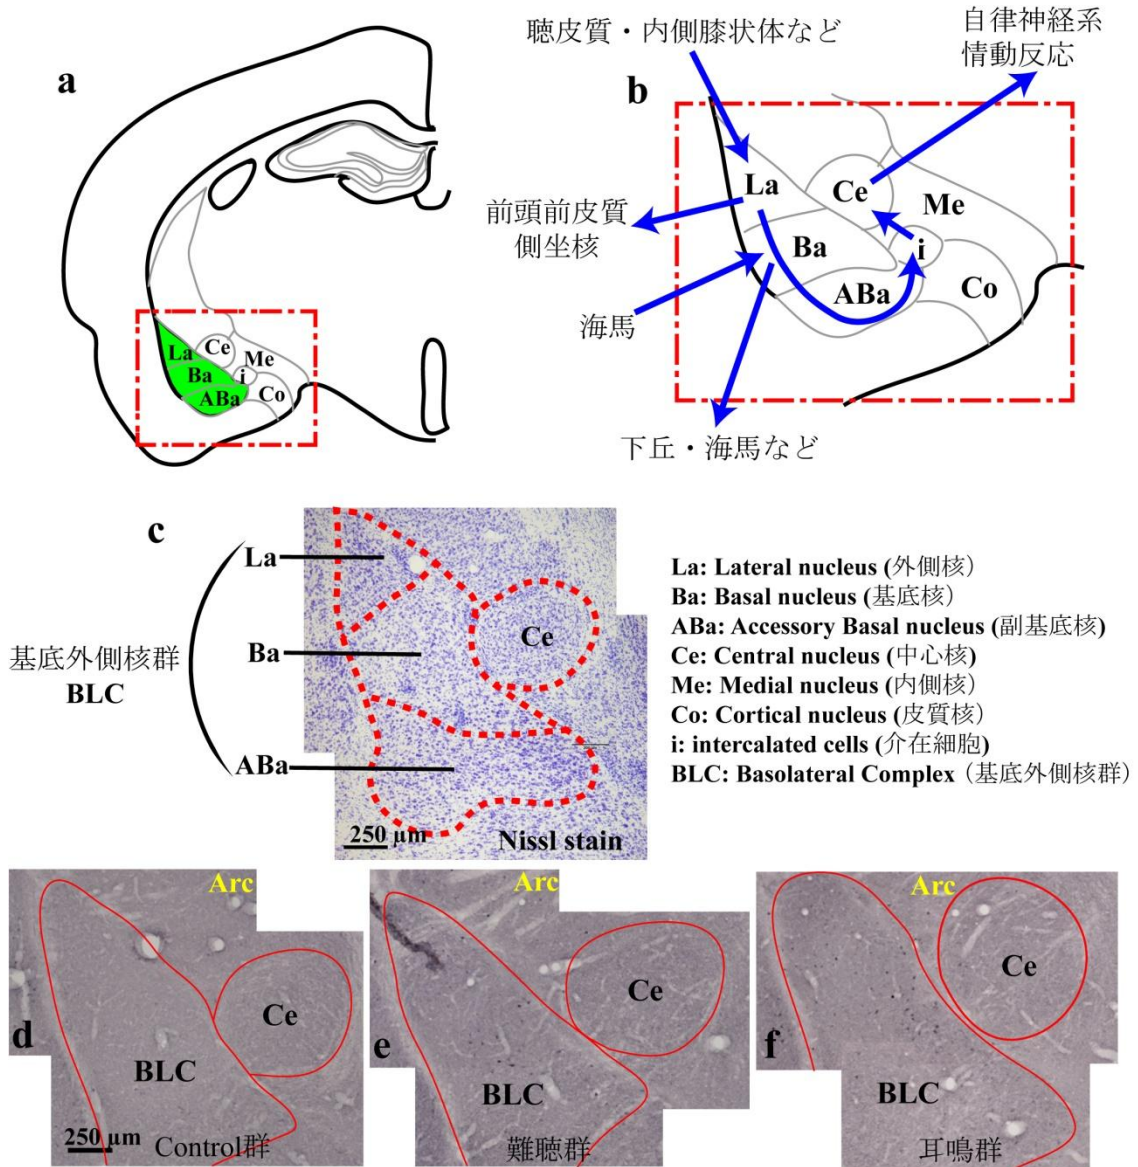 a
La
Ce
Me
Ba
i
ABa
Co
聴皮質・内側膝状体など
自律神経系
情動反応
b
La
Ce
Me
前頭前皮質
側坐核
Ba
i
ABa
Co
海馬
下丘・海馬など
c
La
Ba
ABa
基底外側核群
BLC
Ce
250 µm
Nissl stain
La: Lateral nucleus (外側核)
Ba: Basal nucleus (基底核)
ABa: Accessory Basal nucleus (副基底核)
Ce: Central nucleus (中心核)
Me: Medial nucleus (内側核)
Co: Cortical nucleus (皮質核)
i: intercalated cells (介在細胞)
BLC: Basolateral Complex (基底外側核群)
Arc
Ce
d
BLC
250 µm
Control群
Arc
Ce
e
BLC
難聴群
Arc
Ce
f
BLC
耳鳴群